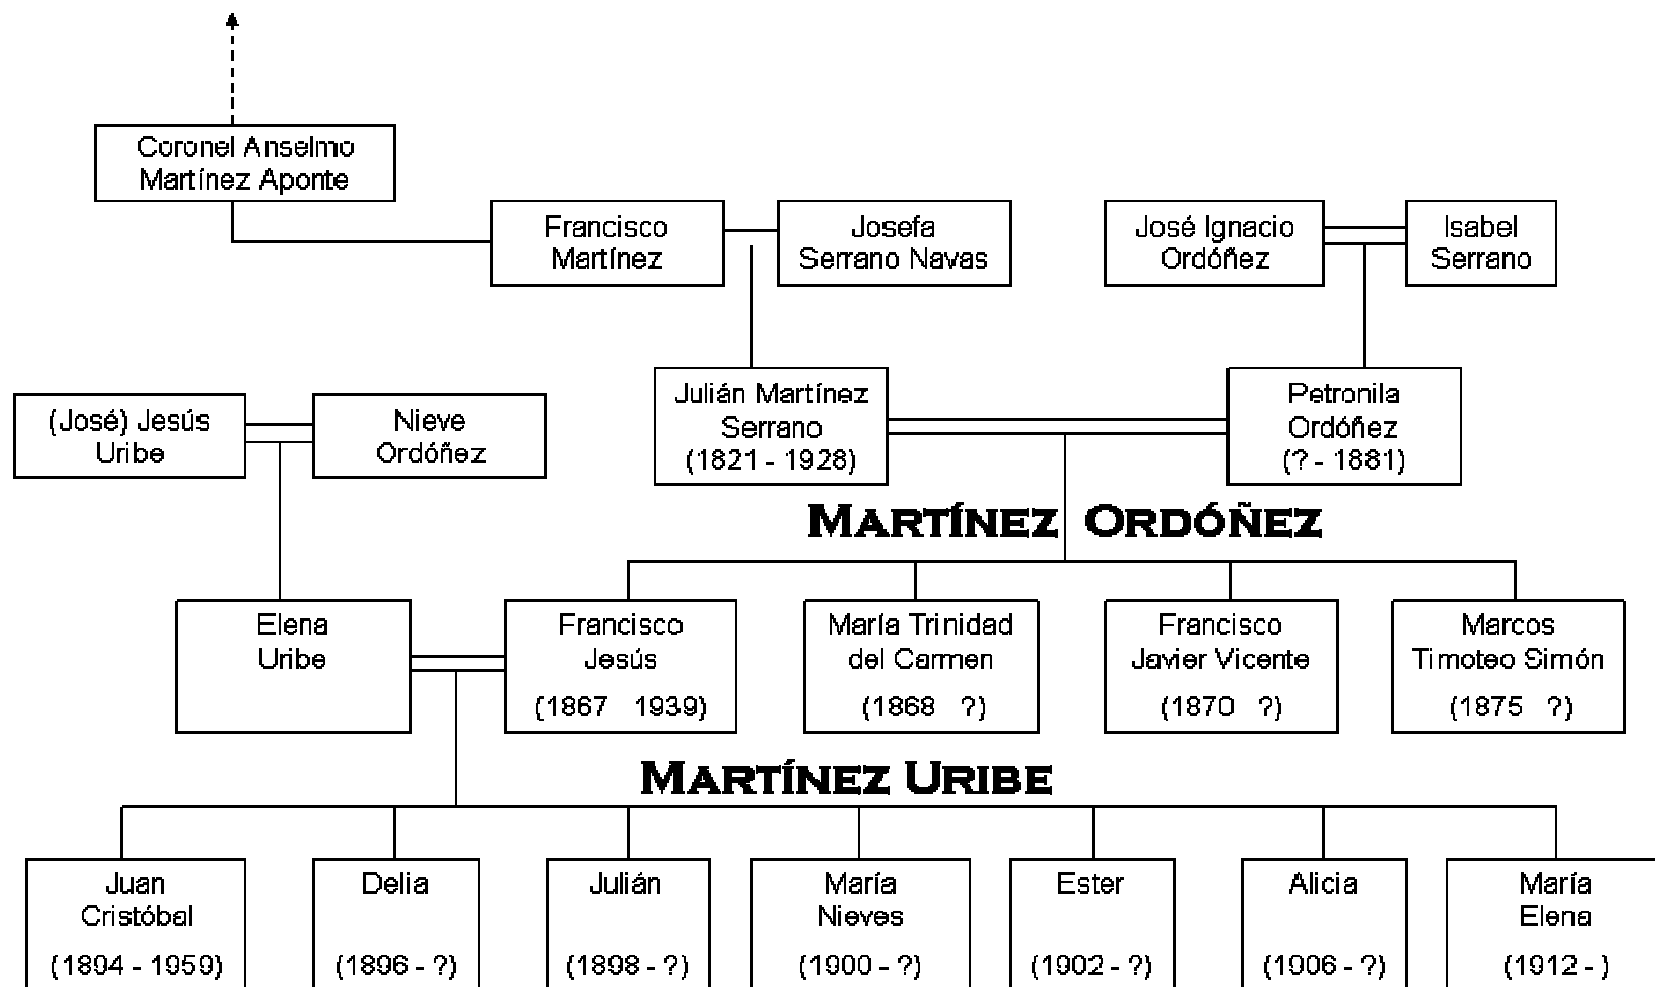 Coronel Anselmo
Martínez Aponte
Francisco
Martínez
Josefa
Serrano Navas
José Ignacio
Ordóñez
Isabel
Serrano
(José) Jesús
Uribe
Nieve
Ordóñez
Julián Martínez
Serrano
(1821 - 1928)
Petronila
Ordóñez
(? - 1881)
MARTÍNEZ ORDÓÑEZ
Elena
Uribe
Francisco
Jesús
(1867 1939)
María Trinidad
del Carmen
(1868 ?)
Francisco
Javier Vicente
(1870 ?)
Marcos
Timoteo Simón
(1875 ?)
MARTÍNEZ URIBE
Juan
Cristóbal
(1894 - 1959)
Delia
(1896 - ?)
Julián
(1898 - ?)
María
Nieves
(1900 - ?)
Ester
(1902 - ?)
Alicia
(1906 - ?)
María
Elena
(1912 - )